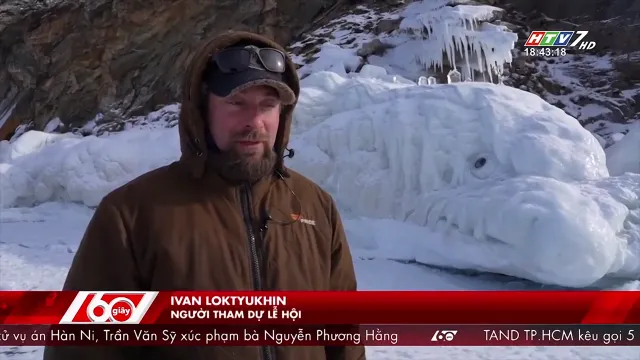 HTV7 HD
18:43:18
60 giây
IVAN LOKTYUKHIN
NGƯỜI THAM DỰ LỄ HỘI
tử vụ án Hàn Ni, Trần Văn Sỹ xúc phạm bà Nguyễn Phương Hằng 60 TAND TP.HCM kêu gọi 5